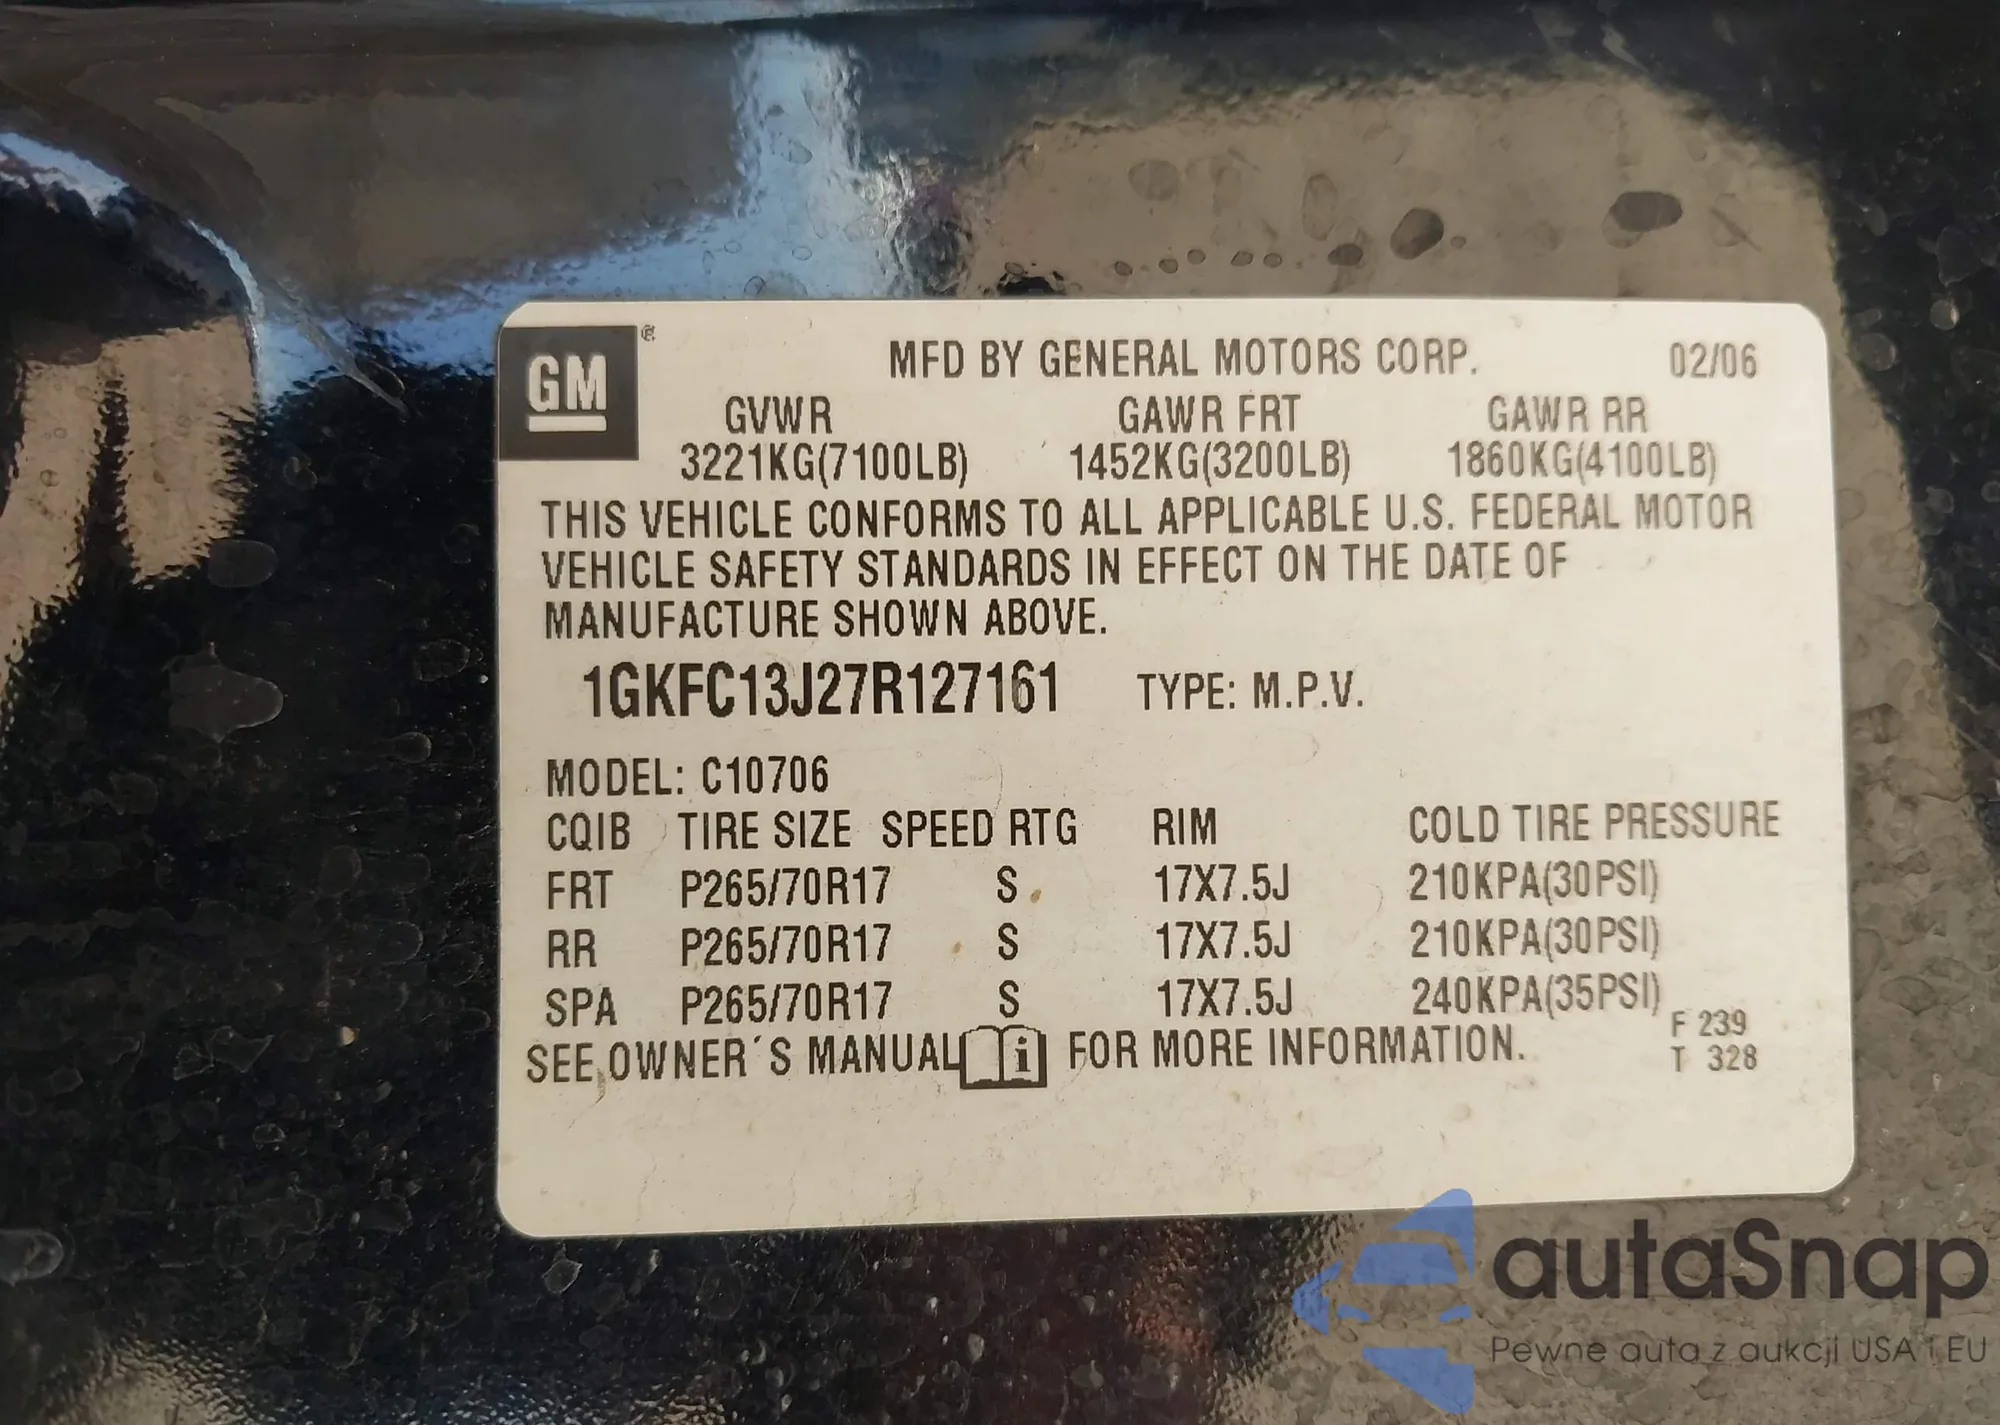 GM
MFD BY GENERAL MOTORS CORP. 02/06
GVWR GAWR FRT GAWR RR
3221KG(7100LB) 1452KG(3200LB) 1860KG(4100LB)
THIS VEHICLE CONFORMS TO ALL APPLICABLE U.S. FEDERAL MOTOR
VEHICLE SAFETY STANDARDS IN EFFECT ON THE DATE OF
MANUFACTURE SHOWN ABOVE.
1GKFC13J27R127161 TYPE: M.P.V.
MODEL: C10706
CQIB TIRE SIZE SPEED RTG RIM COLD TIRE PRESSURE
FRT P265/70R17 S 17X7.5J 210KPA(30PSI)
RR P265/70R17 S 17X7.5J 210KPA(30PSI)
SPA P265/70R17 S 17X7.5J 240KPA(35PSI)
SEE OWNER´S MANUAL i FOR MORE INFORMATION.
F 239
T 328
autaSnap
Pewne auta z aukcji USA i EU